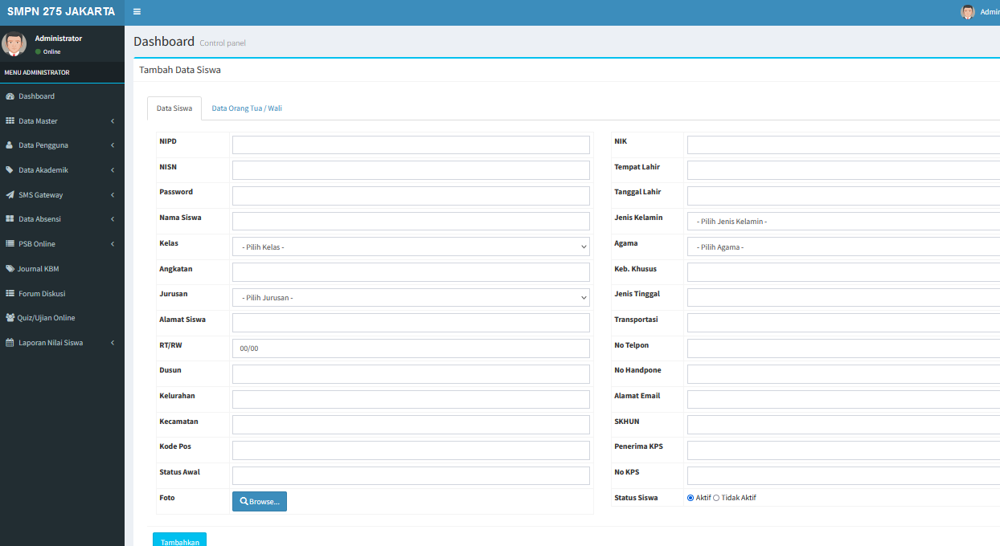 SMPN 275 JAKARTA
Administrator
Online
MENU ADMINISTRATOR
Dashboard
Data Master
Data Pengguna
Data Akademik
SMS Gateway
Data Absensi
PSB Online
Journal KBM
Forum Diskusi
Quiz/Ujian Online
Laporan Nilai Siswa
Admin
Dashboard Control panel
Tambah Data Siswa
Data Siswa
Data Orang Tua / Wali
NIPD
NISN
Password
Nama Siswa
Kelas - Pilih Kelas -
Angkatan
Jurusan - Pilih Jurusan -
Alamat Siswa
RT/RW 00/00
Dusun
Kelurahan
Kecamatan
Kode Pos
Status Awal
Foto Browse...
NIK
Tempat Lahir
Tanggal Lahir
Jenis Kelamin - Pilih Jenis Kelamin -
Agama - Pilih Agama -
Keb. Khusus
Jenis Tinggal
Transportasi
No Telpon
No Handpone
Alamat Email
SKHUN
Penerima KPS
No KPS
Status Siswa Aktif Tidak Aktif
Tambahkan